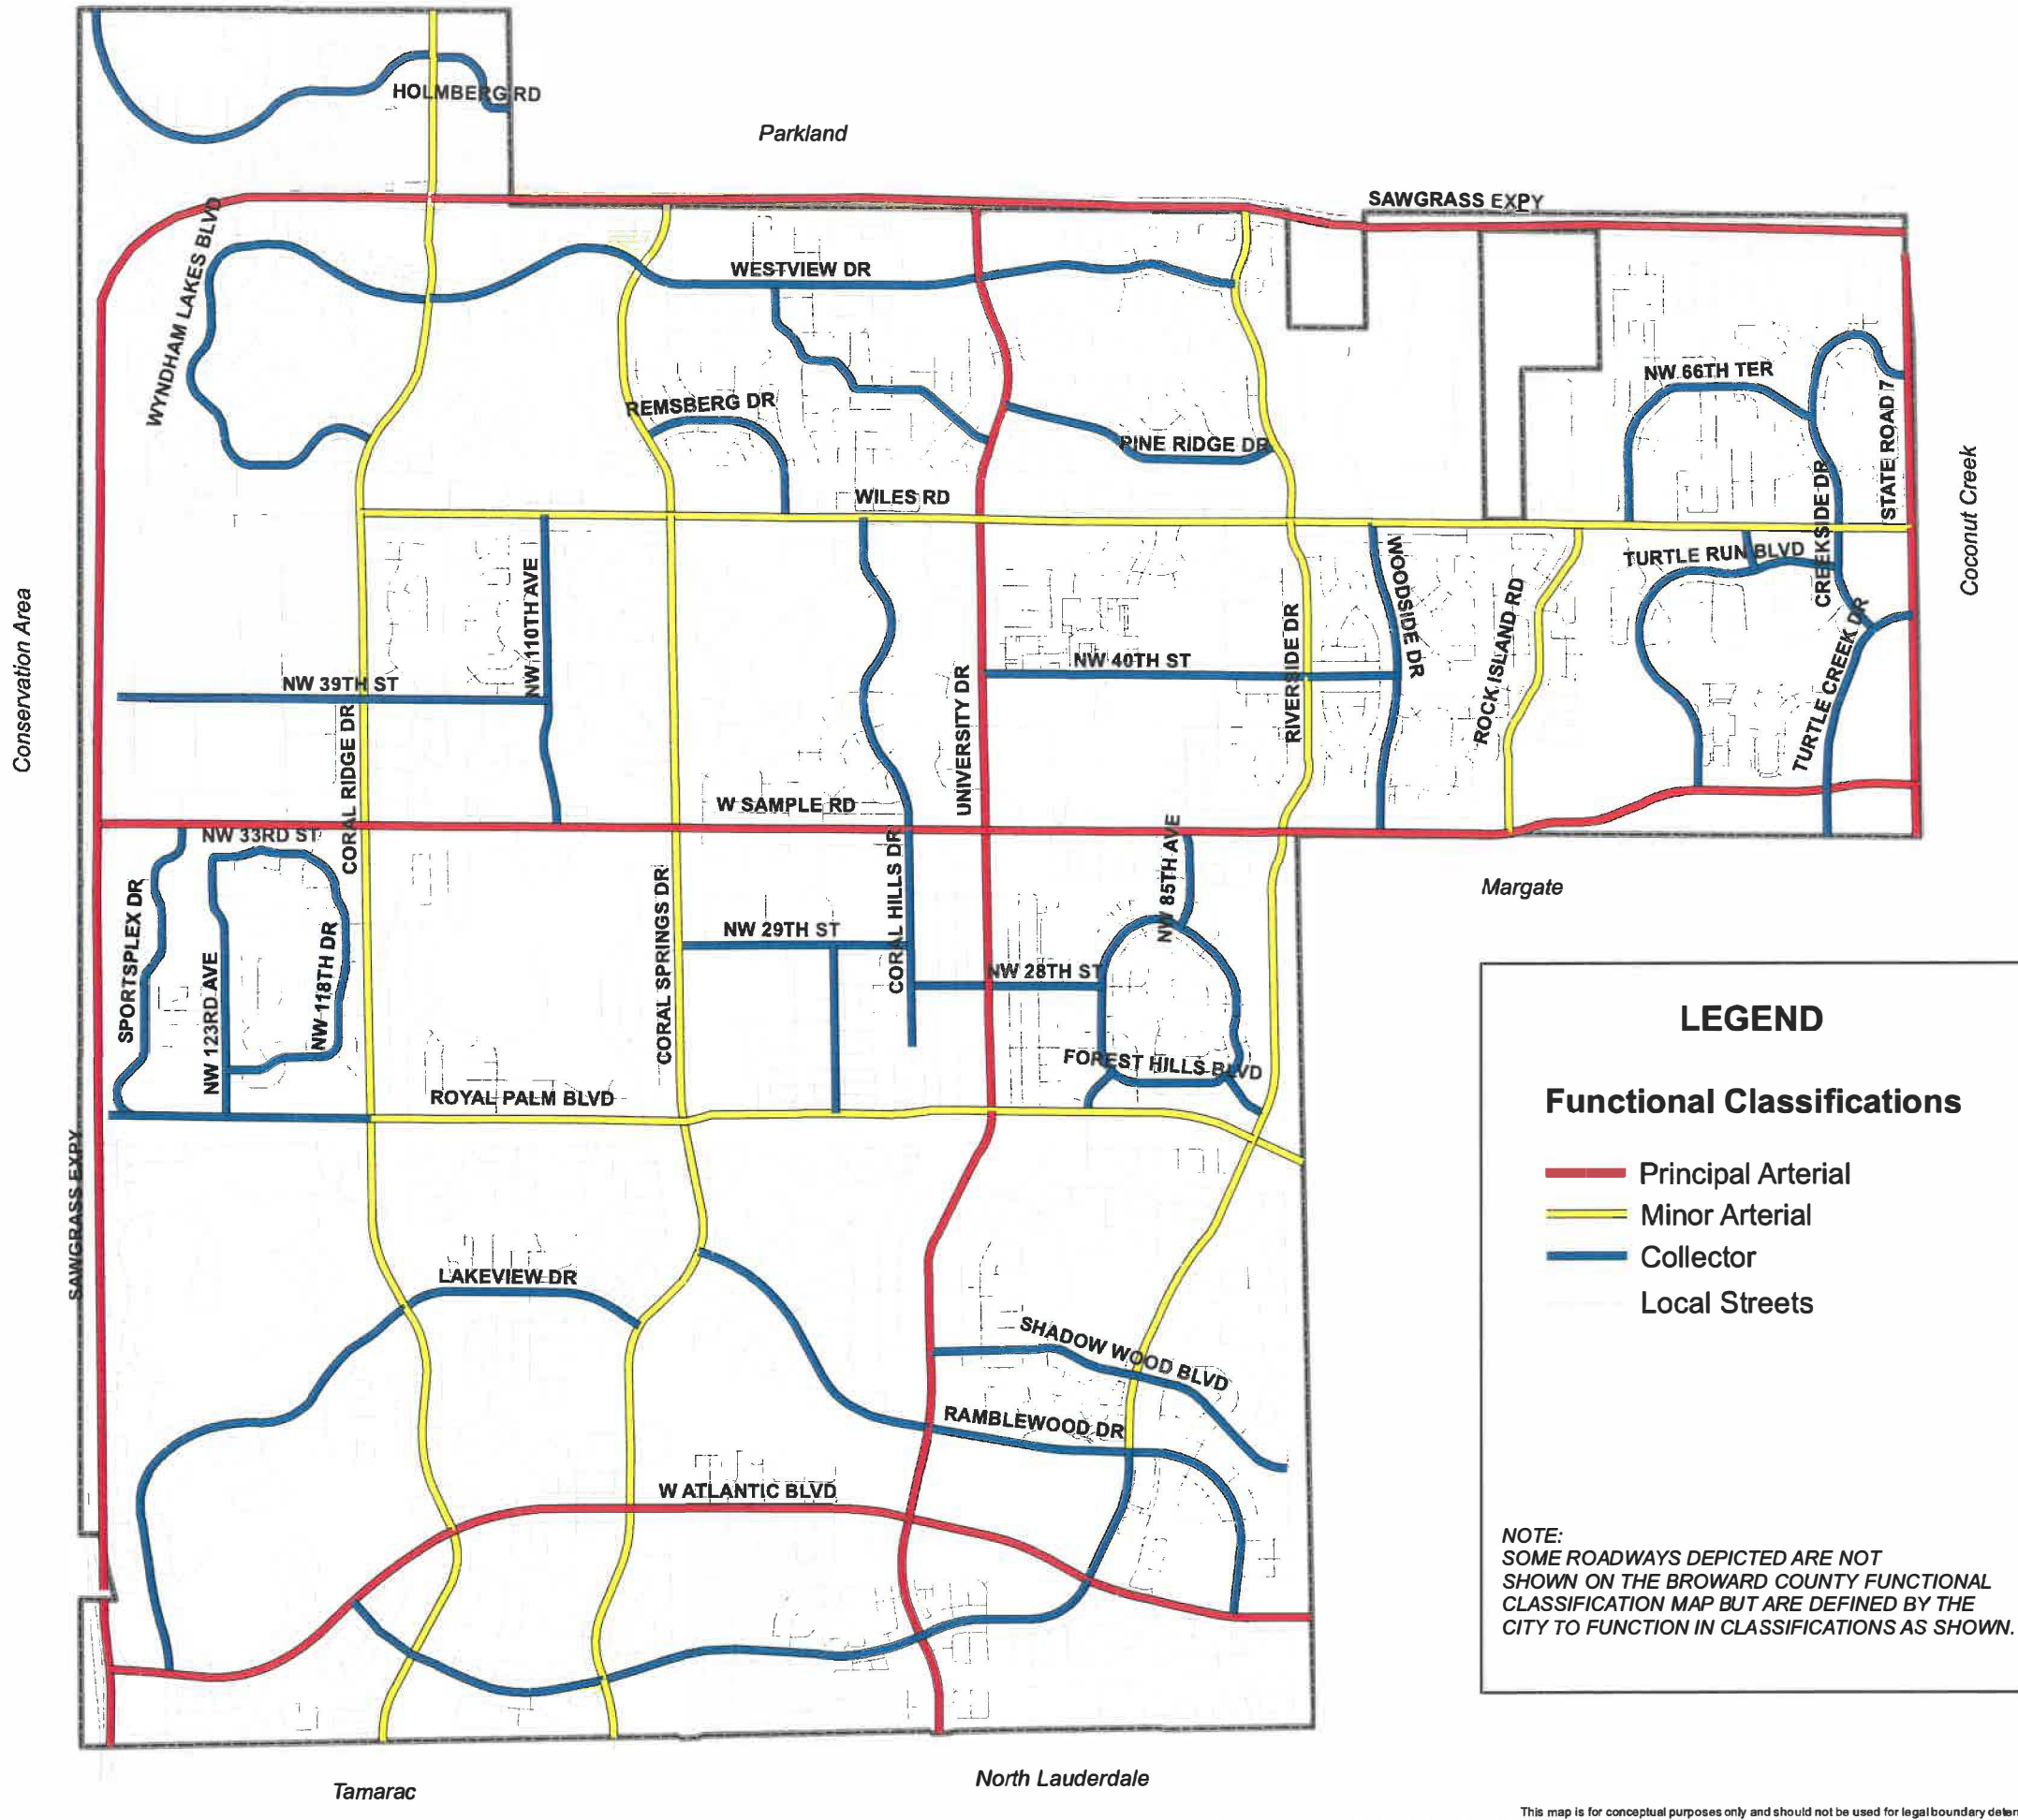 HOLMBERG RD
Parkland
SAWGRASS EXPY
WYNDHAM LAKES BLVD
WESTVIEW DR
NW 66TH TER
REMSBERG DR
STATE ROAD 7
PINE RIDGE DR
WILES RD
CREEKSIDE DR
Coconut Creek
TURTLE RUN BLVD
WOODSIDE DR
NW 110TH AVE
ROCK ISLAND RD
Conservation Area
RIVERSIDE DR
NW 40TH ST
NW 39TH ST
TURTLE CREEK DR
UNIVERSITY DR
CORAL RIDGE DR
W SAMPLE RD
NW 33RD ST
CORAL HILLS DR
NW 85TH AVE
Margate
SPORTSPLEX DR
CORAL SPRINGS DR
NW 29TH ST
NW 118TH DR
NW 123RD AVE
NW 28TH ST
FOREST HILLS BLVD
ROYAL PALM BLVD
SAWGRASS EXPY
LAKEVIEW DR
SHADOW WOOD BLVD
RAMBLEWOOD DR
W ATLANTIC BLVD
LEGEND
Functional Classifications
Principal Arterial
Minor Arterial
Collector
Local Streets
NOTE:
SOME ROADWAYS DEPICTED ARE NOT
SHOWN ON THE BROWARD COUNTY FUNCTIONAL
CLASSIFICATION MAP BUT ARE DEFINED BY THE
CITY TO FUNCTION IN CLASSIFICATIONS AS SHOWN.
Tamarac
North Lauderdale
This map is for conceptual purposes only and should not be used for legal boundary